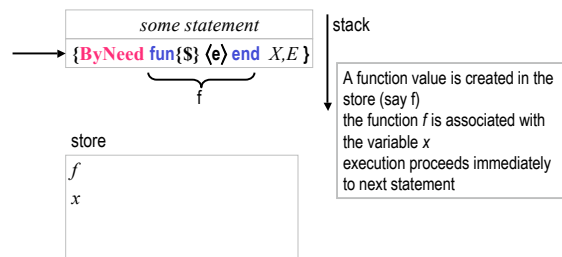 some statement
stack
{ByNeed fun{$} ⟨e⟩ end X,E }
f
A function value is created in the
store (say f)
the function f is associated with
the variable x
execution proceeds immediately
to next statement
store
f
x